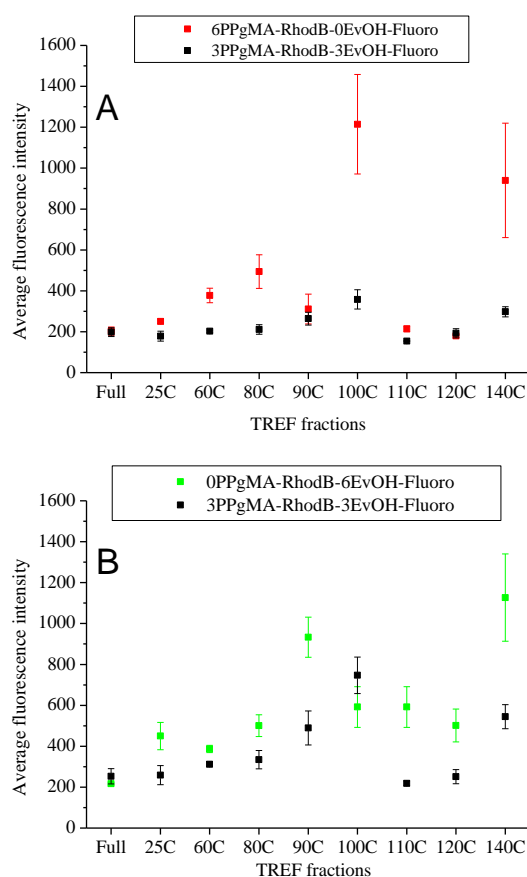 6PPgMA-RhodB-0EvOH-Fluoro
3PPgMA-RhodB-3EvOH-Fluoro
A
1600
1400
1200
1000
800
600
400
200
0
Average fluorescence intensity
Full 25C 60C 80C 90C 100C 110C 120C 140C
TREF fractions
0PPgMA-RhodB-6EvOH-Fluoro
3PPgMA-RhodB-3EvOH-Fluoro
B
1600
1400
1200
1000
800
600
400
200
0
Average fluorescence intensity
Full 25C 60C 80C 90C 100C 110C 120C 140C
TREF fractions